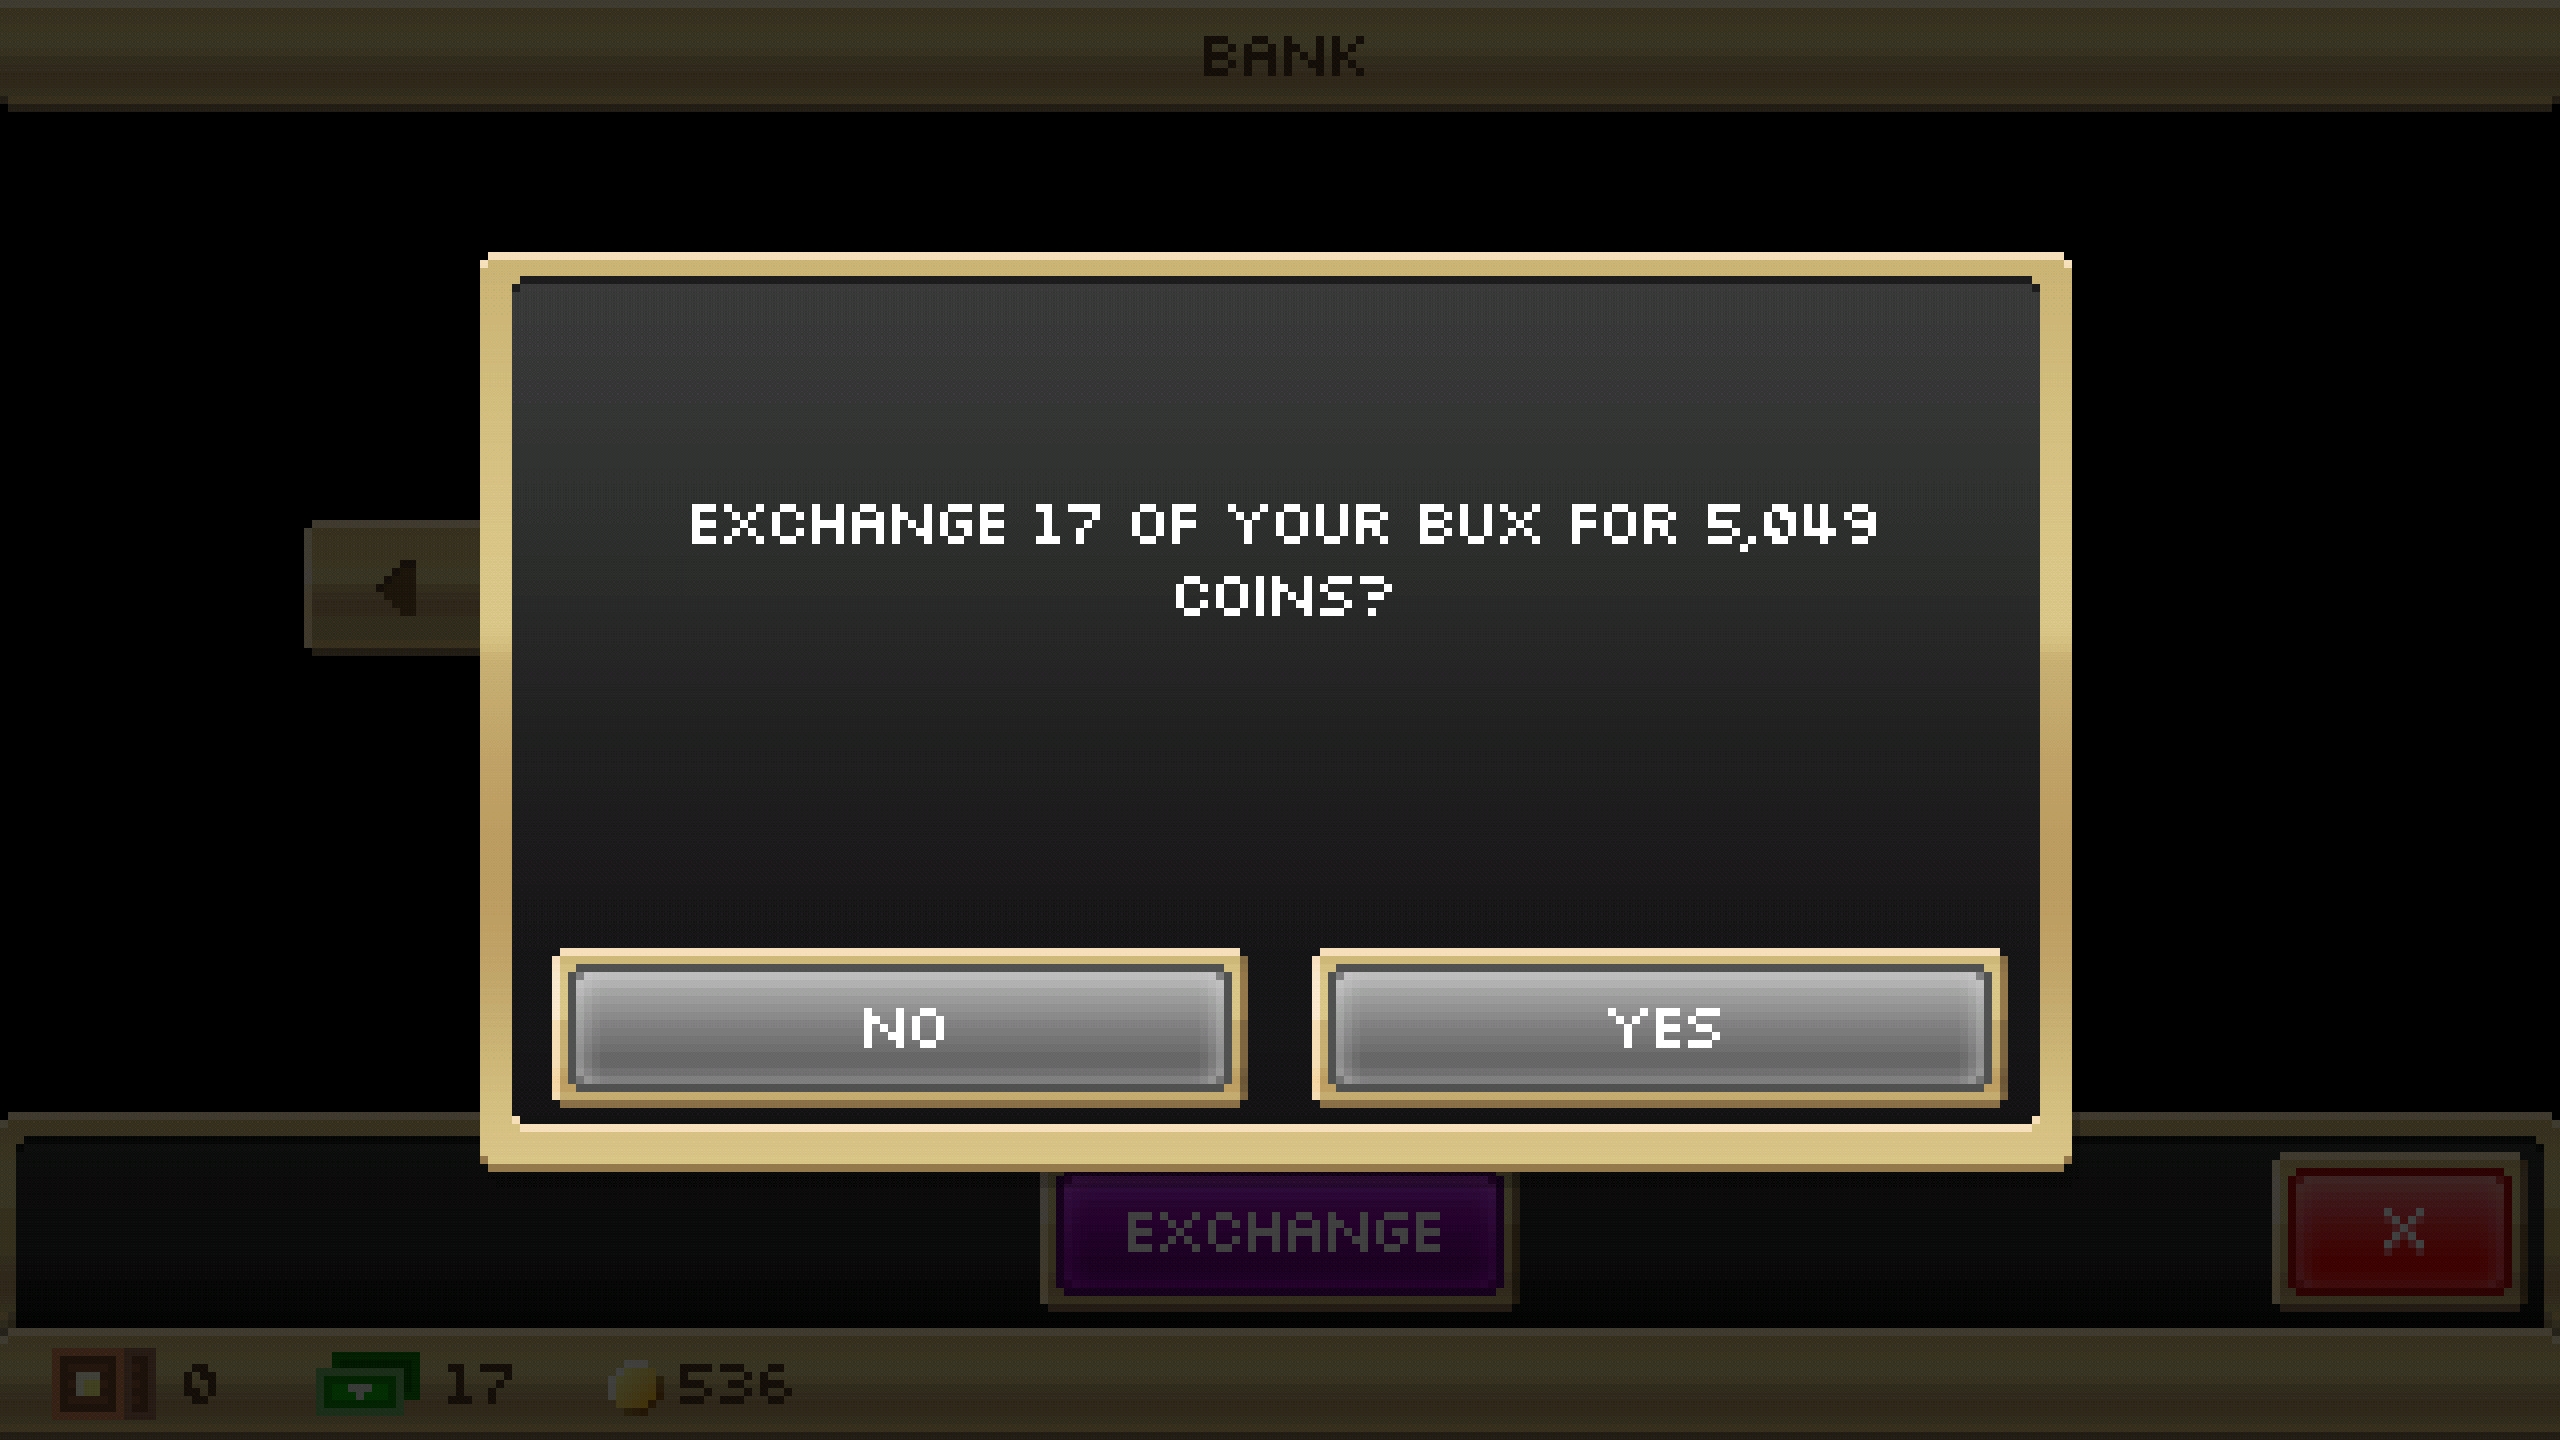 BANK
EXCHANGE 17 OF YOUR BUX FOR 5,049
COINS?
NO YES
EXCHANGE X
0 17 536